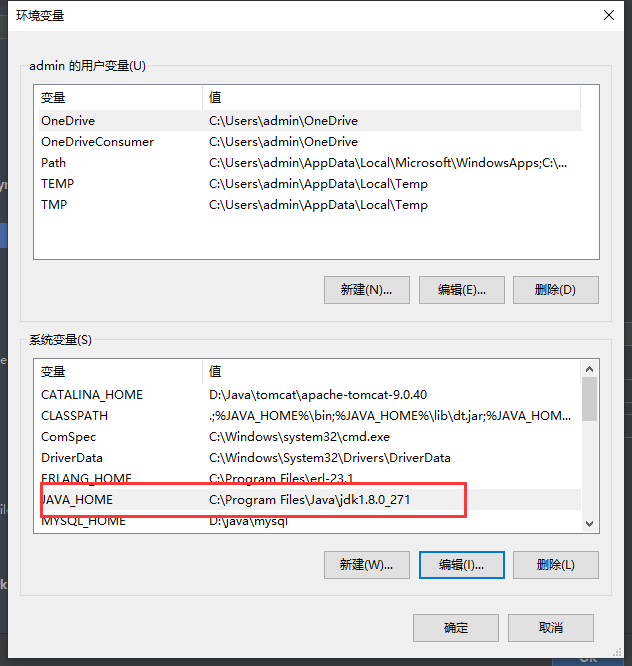 环境变量
admin 的用户变量(U)
变量 值
OneDrive C:\Users\admin\OneDrive
OneDriveConsumer C:\Users\admin\OneDrive
Path C:\Users\admin\AppData\Local\Microsoft\WindowsApps;C:\...
TEMP C:\Users\admin\AppData\Local\Temp
TMP C:\Users\admin\AppData\Local\Temp
新建(N)... 编辑(E)... 删除(D)
系统变量(S)
变量 值
CATALINA_HOME D:\Java\tomcat\apache-tomcat-9.0.40
CLASSPATH .;%JAVA_HOME%\bin;%JAVA_HOME%\lib\dt.jar;%JAVA_HOM...
ComSpec C:\Windows\system32\cmd.exe
DriverData C:\Windows\System32\Drivers\DriverData
ERLANG_HOME C:\Program Files\erl-23.1
JAVA_HOME C:\Program Files\Java\jdk1.8.0_271
MYSQL_HOME D:\java\mysql
新建(W)... 编辑(I)... 删除(L)
确定 取消